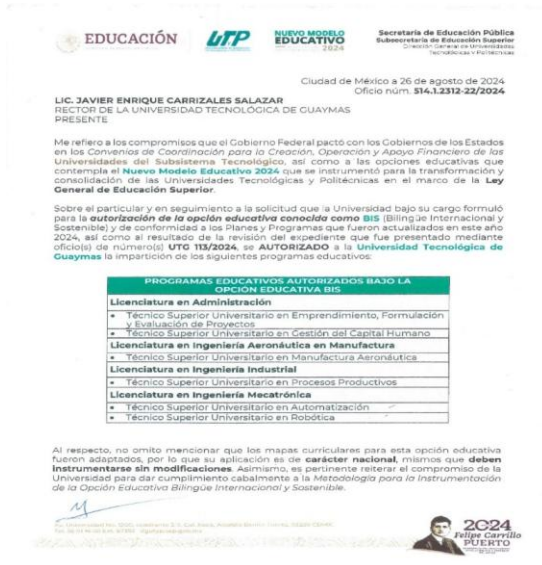 EDUCACIÓN
UTP
NUEVO MODELO
EDUCATIVO
2024
Secretaría de Educación Pública
Subsecretaría de Educación Superior
Dirección General de Universidades
Tecnológicas y Politécnicas
Ciudad de México a 26 de agosto de 2024
Oficio núm. 514.1.2312-22/2024
LIC. JAVIER ENRIQUE CARRIZALES SALAZAR
RECTOR DE LA UNIVERSIDAD TECNOLÓGICA DE GUAYMAS
PRESENTE
Me refiero a los compromisos que el Gobierno Federal pactó con los Gobiernos de los Estados
en los Convenios de Coordinación para la Creación, Operación y Apoyo Financiero de las
Universidades del Subsistema Tecnológico, así como a las opciones educativas que
contempla el Nuevo Modelo Educativo 2024 que se instrumentó para la transformación y
consolidación de las Universidades Tecnológicas y Politécnicas en el marco de la Ley
General de Educación Superior.
Sobre el particular y en seguimiento a la solicitud que la Universidad bajo su cargo formuló
para la autorización de la opción educativa conocida como BIS (Bilingüe Internacional y
Sostenible) y de conformidad a los Planes y Programas que fueron actualizados en este año
2024, así como al resultado de la revisión del expediente que fue presentado mediante
oficio(s) de número(s) UTG 113/2024, se AUTORIZADO a la Universidad Tecnológica de
Guaymas la impartición de los siguientes programas educativos:
PROGRAMAS EDUCATIVOS AUTORIZADOS BAJO LA
OPCIÓN EDUCATIVA BIS
Licenciatura en Administración
• Técnico Superior Universitario en Emprendimiento, Formulación
y Evaluación de Proyectos
• Técnico Superior Universitario en Gestión del Capital Humano
Licenciatura en Ingeniería Aeronáutica en Manufactura
• Técnico Superior Universitario en Manufactura Aeronáutica
Licenciatura en Ingeniería Industrial
• Técnico Superior Universitario en Procesos Productivos
Licenciatura en Ingeniería Mecatrónica
• Técnico Superior Universitario en Automatización
• Técnico Superior Universitario en Robótica
Al respecto, no omito mencionar que los mapas curriculares para esta opción educativa
fueron adaptados, por lo que su aplicación es de carácter nacional, mismos que deben
instrumentarse sin modificaciones. Asimismo, es pertinente reiterar el compromiso de la
Universidad para dar cumplimiento cabalmente a la Metodología para la Instrumentación
de la Opción Educativa Bilingüe Internacional y Sostenible.
2024
Felipe Carrillo
PUERTO